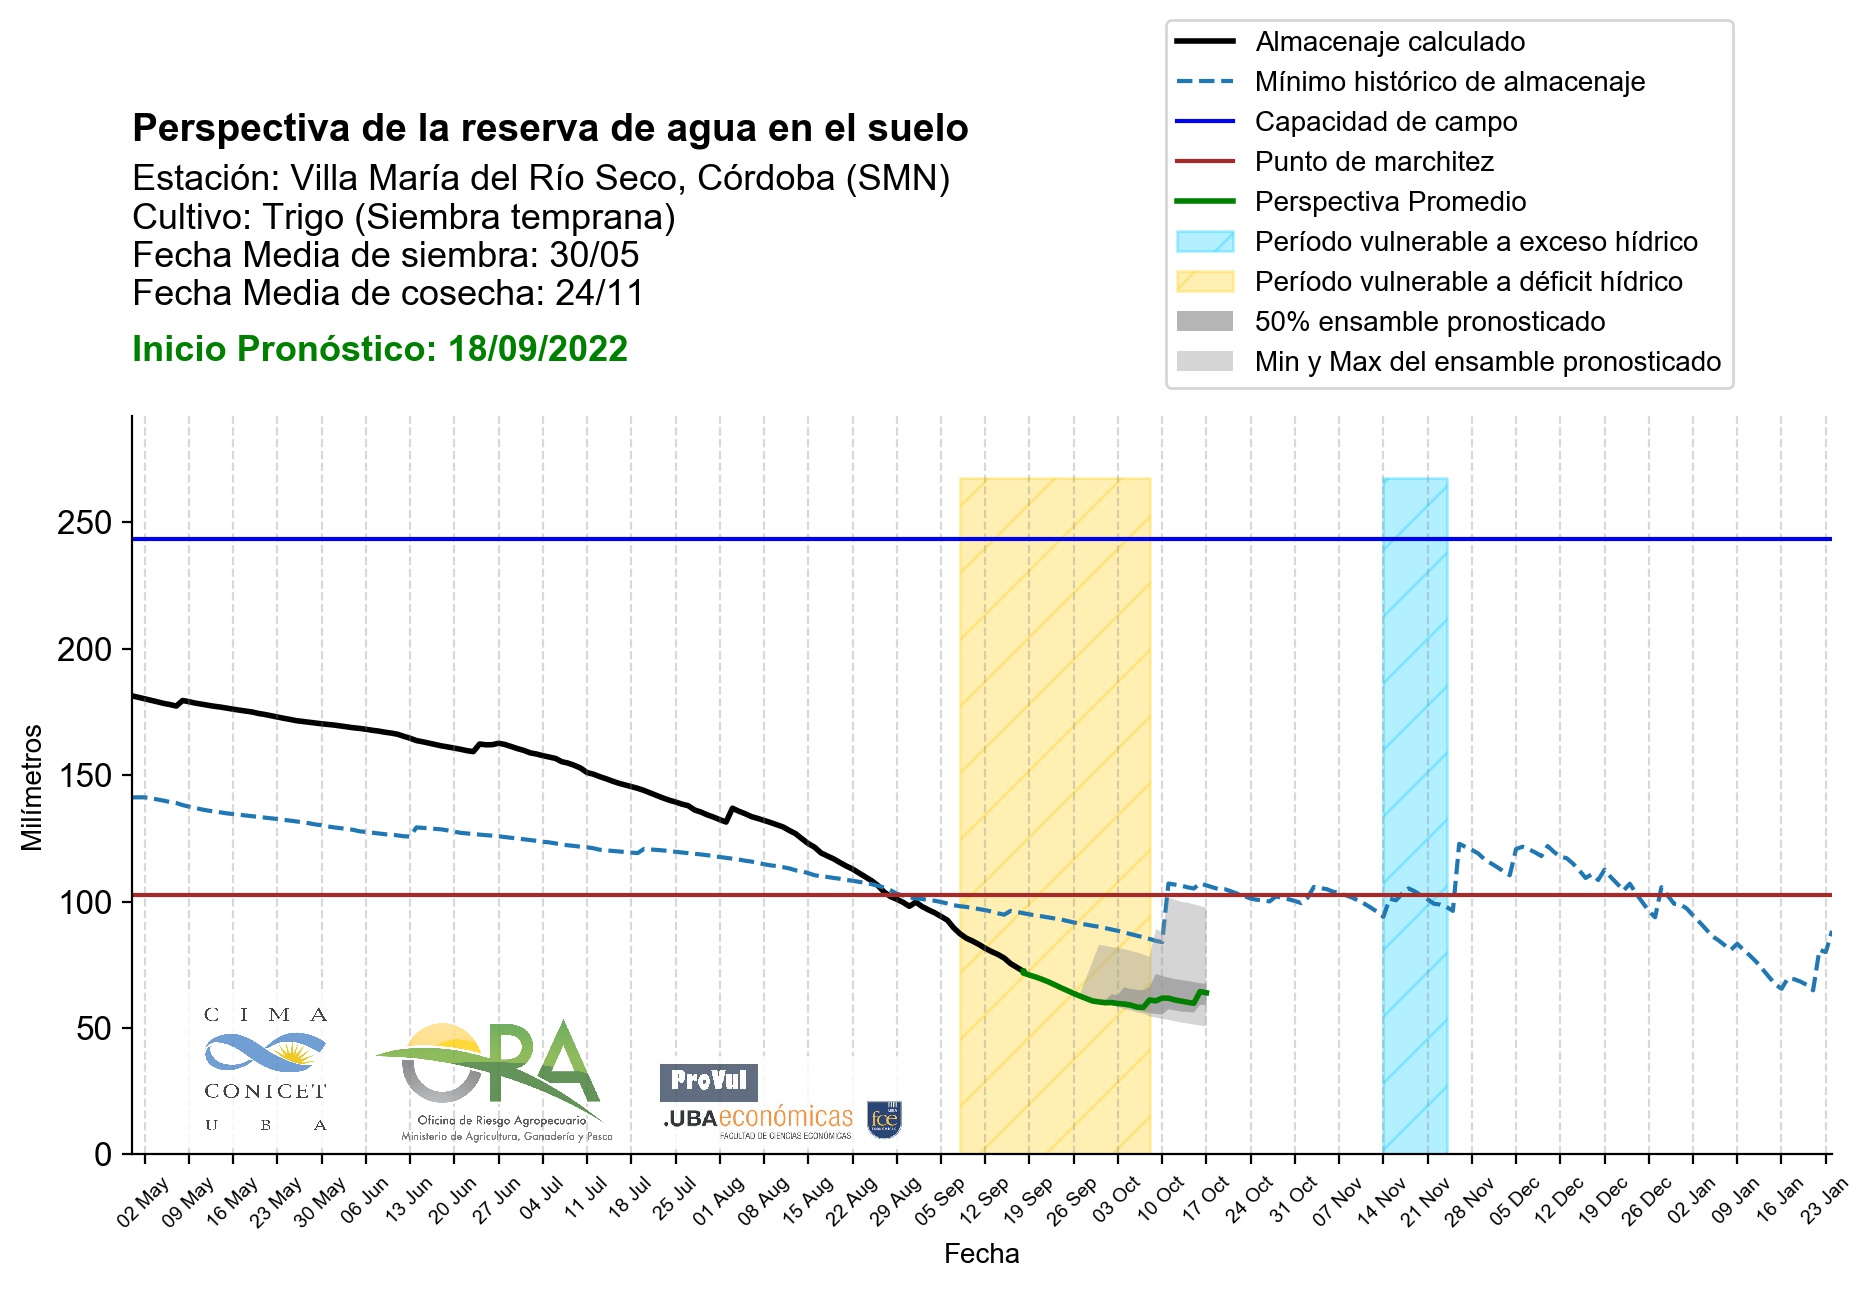 Almacenaje calculado
Mínimo histórico de almacenaje
Capacidad de campo
Punto de marchitez
Perspectiva Promedio
Período vulnerable a exceso hídrico
Período vulnerable a déficit hídrico
50% ensamble pronosticado
Min y Max del ensamble pronosticado
Perspectiva de la reserva de agua en el suelo
Estación: Villa María del Río Seco, Córdoba (SMN)
Cultivo: Trigo (Siembra temprana)
Fecha Media de siembra: 30/05
Fecha Media de cosecha: 24/11
Inicio Pronóstico: 18/09/2022
Milímetros
250
200
150
100
50
0
C I M A
CONICET
U B A
ORA
Oficina de Riesgo Agropecuario
Ministerio de Agricultura, Ganadería y Pesca
ProVul
.UBAeconómicas
FACULTAD DE CIENCIAS ECONÓMICAS
fce
02 May
09 May
16 May
23 May
30 May
06 Jun
13 Jun
20 Jun
27 Jun
04 Jul
11 Jul
18 Jul
25 Jul
01 Aug
08 Aug
15 Aug
22 Aug
29 Aug
05 Sep
12 Sep
19 Sep
26 Sep
03 Oct
10 Oct
17 Oct
24 Oct
31 Oct
07 Nov
14 Nov
21 Nov
28 Nov
05 Dec
12 Dec
19 Dec
26 Dec
02 Jan
09 Jan
16 Jan
23 Jan
Fecha